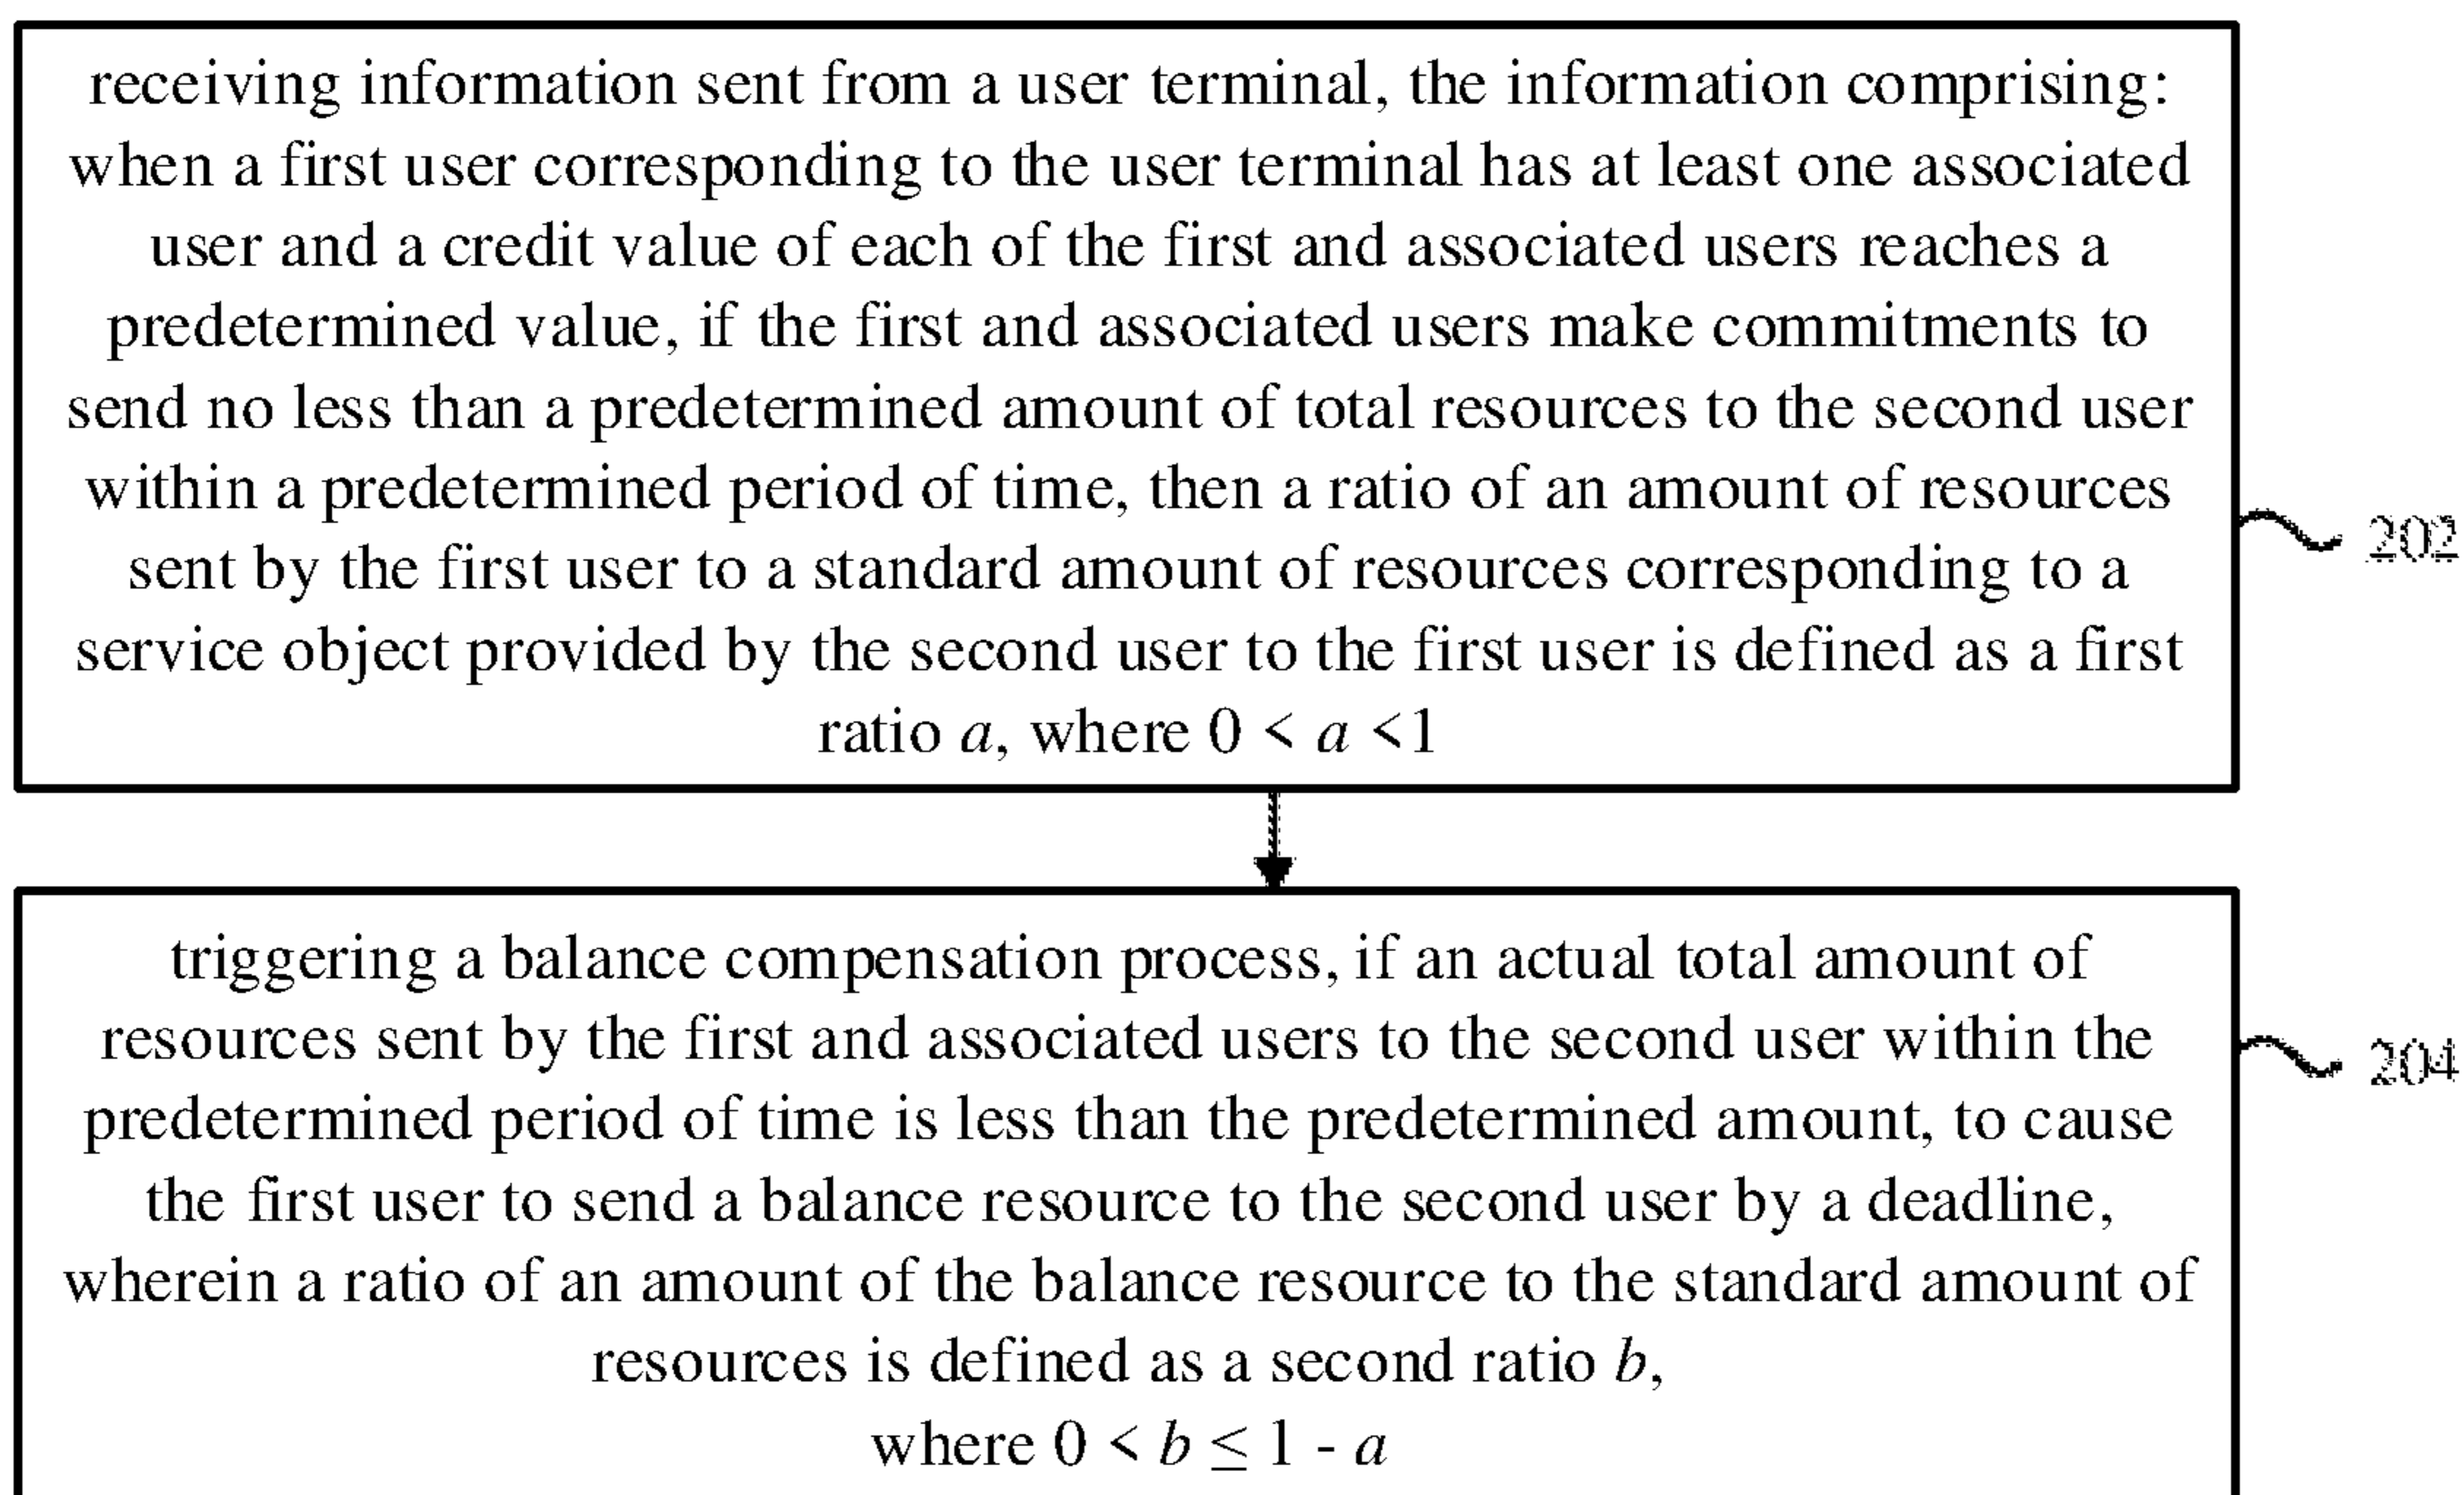 receiving information sent from a user terminal, the information comprising:
when a first user corresponding to the user terminal has at least one associated
user and a credit value of each of the first and associated users reaches a
predetermined value, if the first and associated users make commitments to
send no less than a predetermined amount of total resources to the second user
within a predetermined period of time, then a ratio of an amount of resources
sent by the first user to a standard amount of resources corresponding to a
service object provided by the second user to the first user is defined as a first
ratio a, where 0 < a <1
202
triggering a balance compensation process, if an actual total amount of
resources sent by the first and associated users to the second user within the
predetermined period of time is less than the predetermined amount, to cause
the first user to send a balance resource to the second user by a deadline,
wherein a ratio of an amount of the balance resource to the standard amount of
resources is defined as a second ratio b,
where 0 < b ≤ 1 - a
204